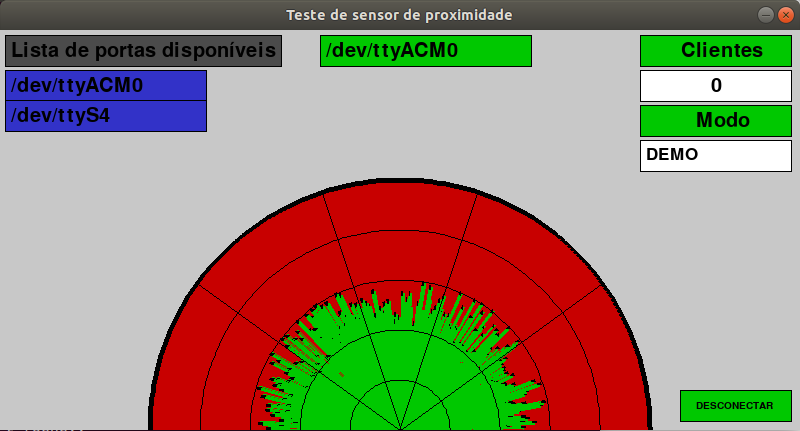 Teste de sensor de proximidade
Lista de portas disponíveis
/dev/ttyACM0
Clientes
/dev/ttyACM0
0
/dev/ttyS4
Modo
DEMO
DESCONECTAR